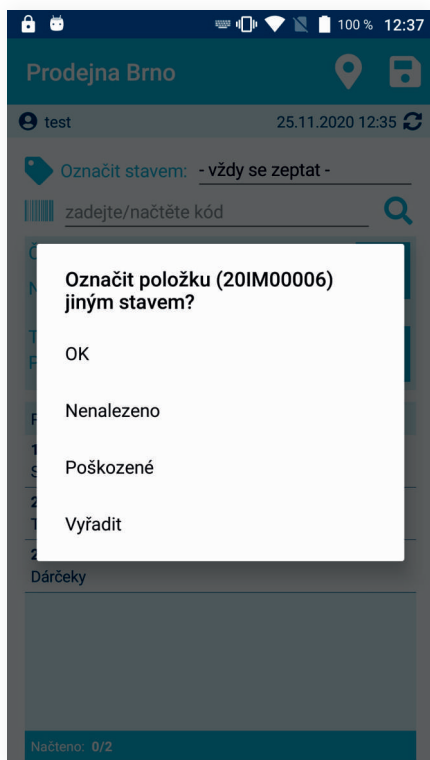 100 % 12:37
Prodejna Brno
test 25.11.2020 12:35
Označit stavem: - vždy se zeptat -
zadejte/načtěte kód
Označit položku (20IM00006)
jiným stavem?
OK
Nenalezeno
Poškozené
Vyřadit
Dárčeky
Načteno: 0/2